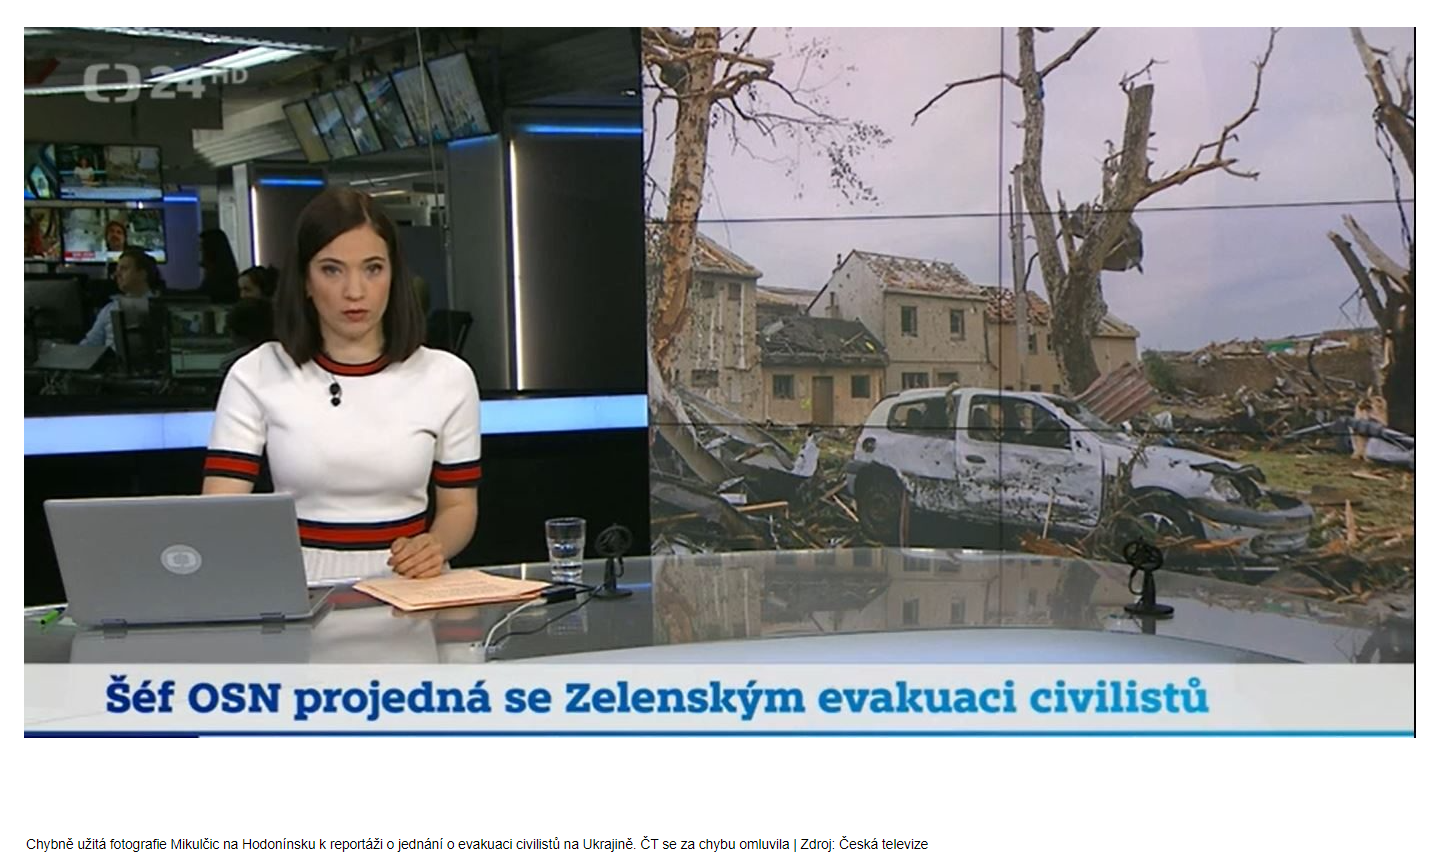 24 HD
Šéf OSN projedná se Zelenským evakuaci civilistů
Chybně užitá fotografie Mikulčic na Hodonínsku k reportáži o jednání o evakuaci civilistů na Ukrajině. ČT se za chybu omluvila | Zdroj: Česká televize